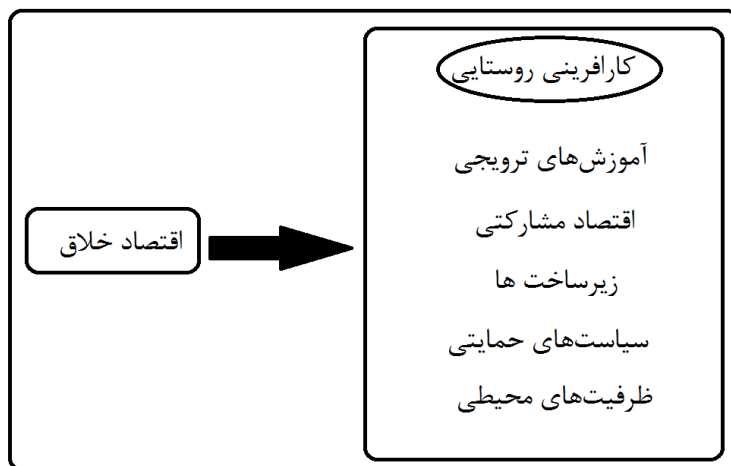 کارافرینی روستایی
آموزش‌های ترویجی
اقتصاد مشارکتی
زیرساخت ها
سیاست‌های حمایتی
ظرفیت‌های محیطی
اقتصاد خلاق